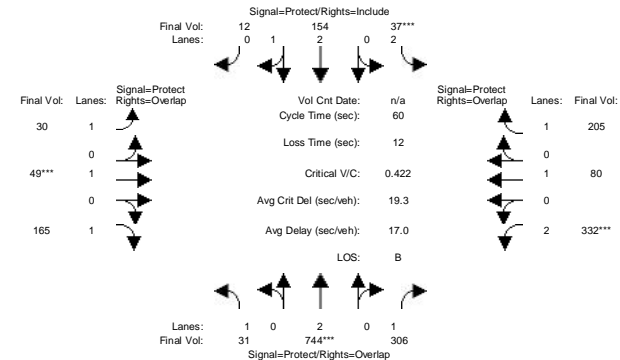 Signal=Protect/Rights=Include
Final Vol: 12 154 37***
Lanes: 0 1 2 0 2
Signal=Protect
Final Vol: Lanes: Rights=Overlap
Vol Cnt Date: n/a
Signal=Protect
Rights=Overlap Lanes: Final Vol:
Cycle Time (sec): 60
30 1
1 205
Loss Time (sec): 12
0
0
49*** 1
Critical V/C: 0.422
1 80
0
Avg Crit Del (sec/veh): 19.3
0
165 1
Avg Delay (sec/veh): 17.0
2 332***
LOS: B
Lanes: 1 0 2 0 1
Final Vol: 31 744*** 306
Signal=Protect/Rights=Overlap